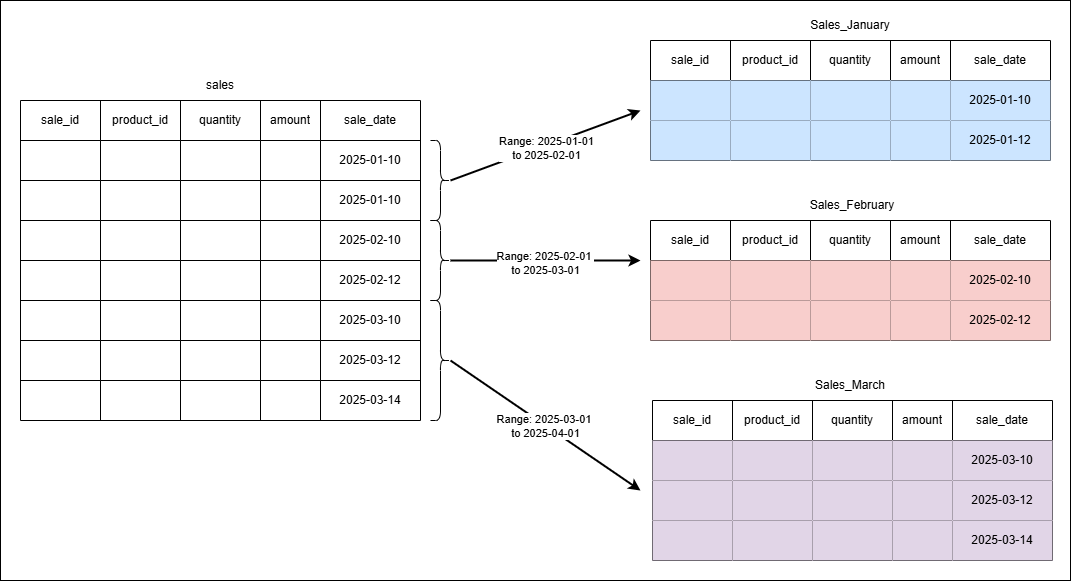 sales
sale_id product_id quantity amount sale_date
2025-01-10
2025-01-10
2025-02-10
2025-02-12
2025-03-10
2025-03-12
2025-03-14
Range: 2025-01-01
to 2025-02-01
Range: 2025-02-01
to 2025-03-01
Range: 2025-03-01
to 2025-04-01
Sales_January
sale_id product_id quantity amount sale_date
2025-01-10
2025-01-12
Sales_February
sale_id product_id quantity amount sale_date
2025-02-10
2025-02-12
Sales_March
sale_id product_id quantity amount sale_date
2025-03-10
2025-03-12
2025-03-14